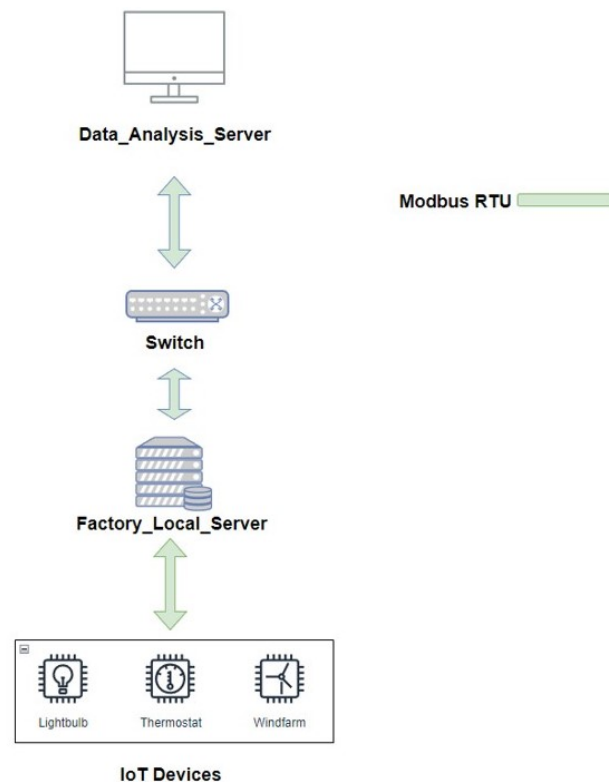 Data_Analysis_Server
Modbus RTU
Switch
Factory_Local_Server
Lightbulb Thermostat Windfarm
IoT Devices